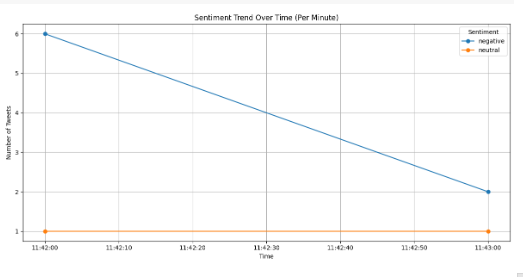 Sentiment Trend Over Time (Per Minute)
Sentiment
negative
neutral
Number of Tweets
6
5
4
3
2
1
11:42:00 11:42:10 11:42:20 11:42:30 11:42:40 11:42:50 11:43:00
Time